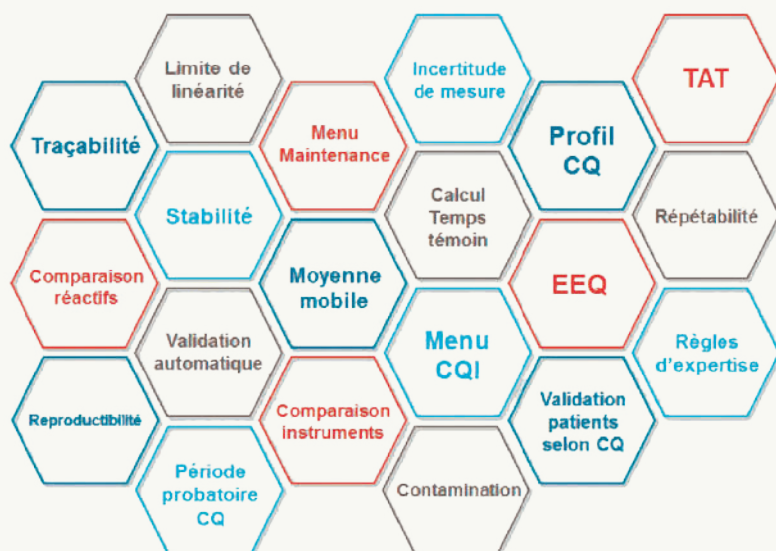 Limite de
linéarité
Incertitude
de mesure
TAT
Traçabilité
Menu
Maintenance
Profil
CQ
Stabilité
Calcul
Temps
témoin
Répétabilité
Comparaison
réactifs
Moyenne
mobile
EEQ
Validation
automatique
Menu
CQI
Règles
d'expertise
Reproductibilité
Comparaison
instruments
Validation
patients
selon CQ
Période
probatoire
CQ
Contamination